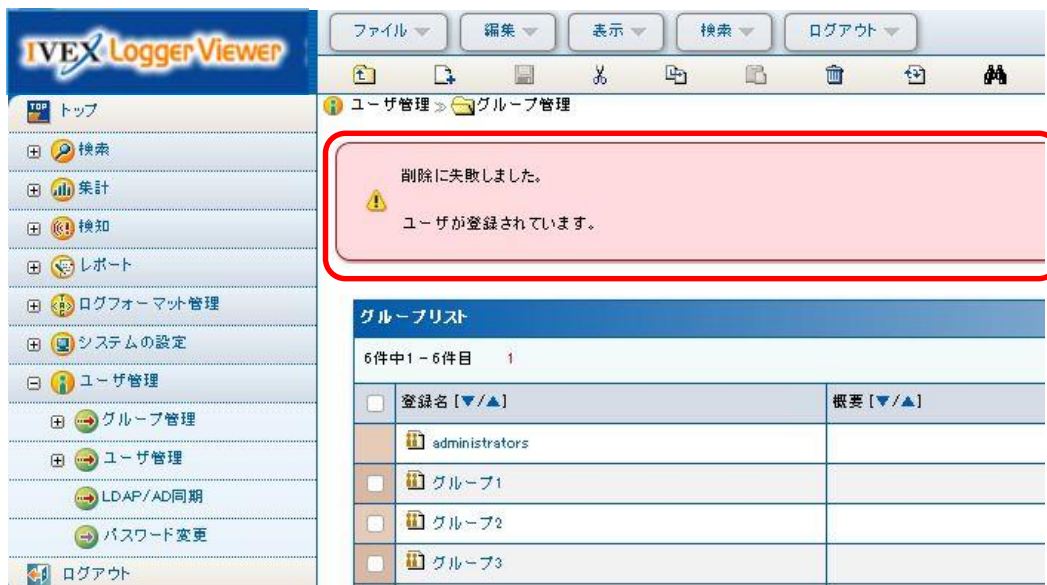 IVEX Logger Viewer
ファイル
編集
表示
検索
ログアウト
ユーザ管理 ≫ グループ管理
TOP トップ
検索
集計
検知
レポート
ログフォーマット管理
システムの設定
ユーザ管理
グループ管理
ユーザ管理
LDAP/AD同期
パスワード変更
ログアウト
削除に失敗しました。
ユーザが登録されています。
グループリスト
6件中1-6件目 1
登録名 [▼/▲] 概要 [▼/▲]
administrators
グループ1
グループ2
グループ3